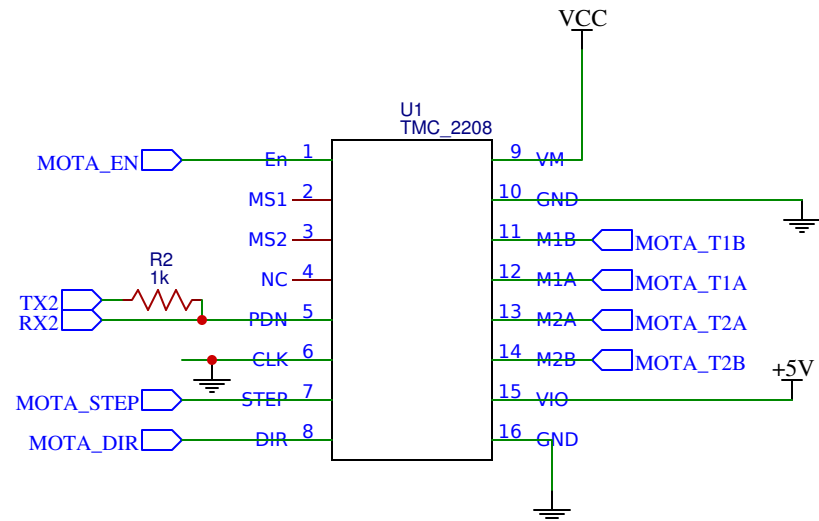 VCC
U1
TMC_2208
MOTA_EN En 1 9 VM
MS1 2 10 GND
MS2 3 11 M1B MOTA_T1B
R2
1k
NC 4 12 M1A MOTA_T1A
TX2
RX2 PDN 5 13 M2A MOTA_T2A
CLK 6 14 M2B MOTA_T2B
+5V
MOTA_STEP STEP 7 15 VIO
MOTA_DIR DIR 8 16 GND